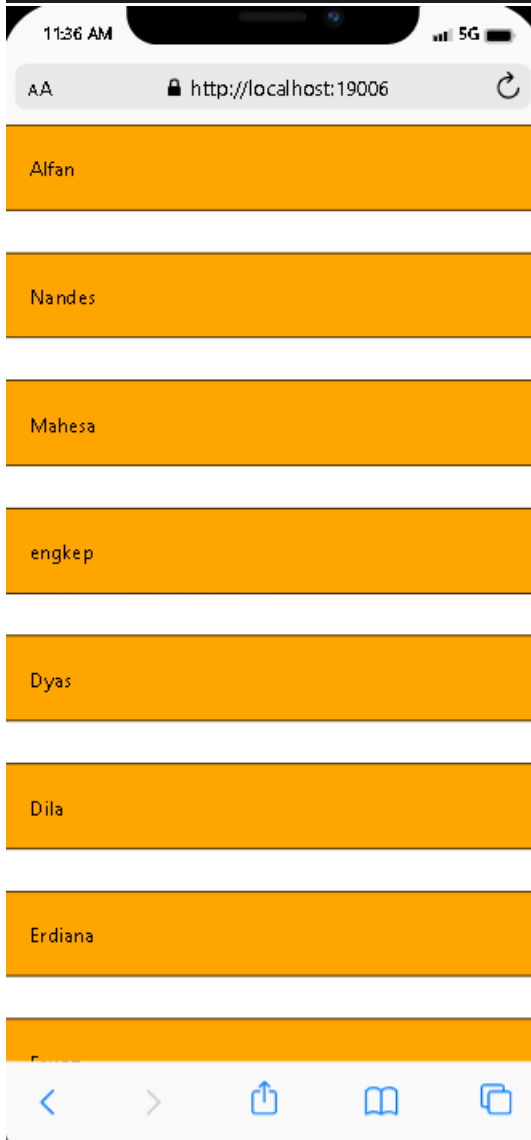 11:36 AM
5G
AA
http://localhost:19006
Alfan
Nandes
Mahesa
engkep
Dyas
Dila
Erdiana